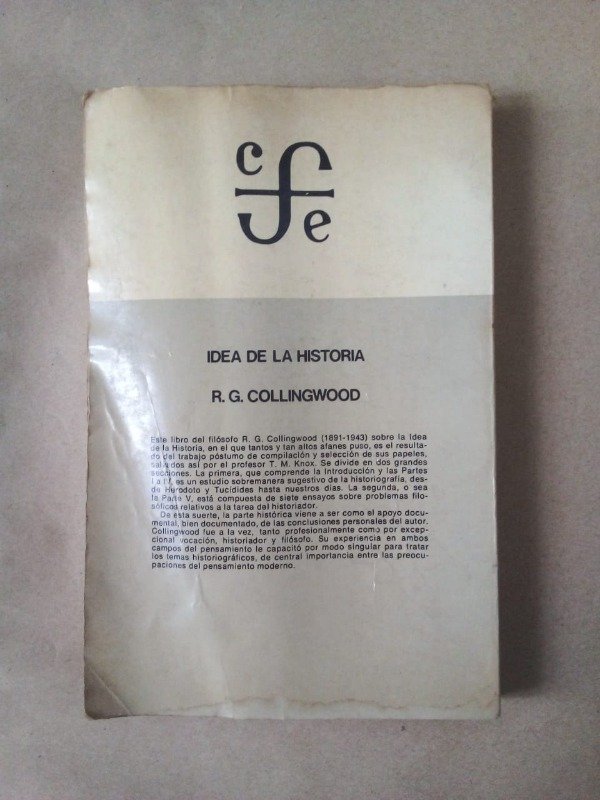 c f e
IDEA DE LA HISTORIA
R. G. COLLINGWOOD
Este libro del filósofo R. G. Collingwood (1891-1943) sobre la Idea
de la Historia, en el que tantos y tan altos afanes puso, es el resulta-
do del trabajo póstumo de compilación y selección de sus papeles,
salvados así por el profesor T. M. Knox. Se divide en dos grandes
secciones. La primera, que comprende la Introducción y las Partes
I a IV, es un estudio sobremanera sugestivo de la historiografía, des-
de Herodoto y Tucídides hasta nuestros días. La segunda, o sea
la Parte V, está compuesta de siete ensayos sobre problemas filo-
sóficos relativos a la tarea del historiador.
De esta suerte, la parte histórica viene a ser como el apoyo docu-
mental, bien documentado, de las conclusiones personales del autor.
Collingwood fue a la vez, tanto profesionalmente como por excep-
cional vocación, historiador y filósofo. Su experiencia en ambos
campos del pensamiento le capacitó por modo singular para tratar
los temas historiográficos, de central importancia entre las preocu-
paciones del pensamiento moderno.